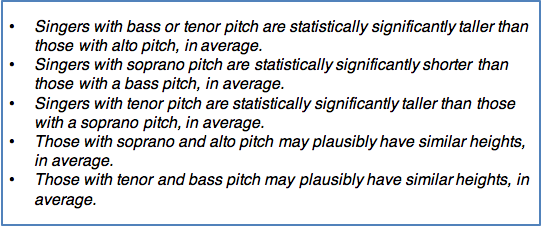 • Singers with bass or tenor pitch are statistically significantly taller than
those with alto pitch, in average.
• Singers with soprano pitch are statistically significantly shorter than
those with a bass pitch, in average.
• Singers with tenor pitch are statistically significantly taller than those
with a soprano pitch, in average.
• Those with soprano and alto pitch may plausibly have similar heights,
in average.
• Those with tenor and bass pitch may plausibly have similar heights, in
average.